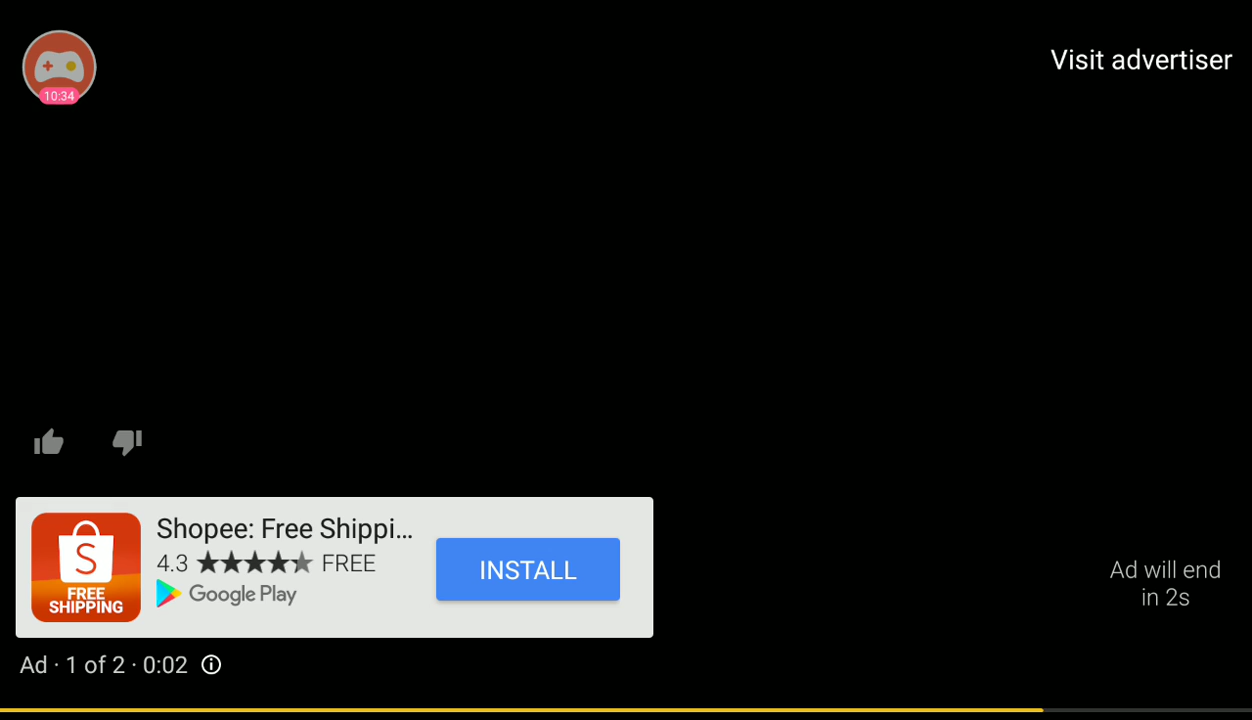 10:34
Visit advertiser
Shopee: Free Shippi...
4.3 FREE
Google Play
INSTALL
S
FREE
SHIPPING
Ad will end
in 2s
Ad · 1 of 2 · 0:02